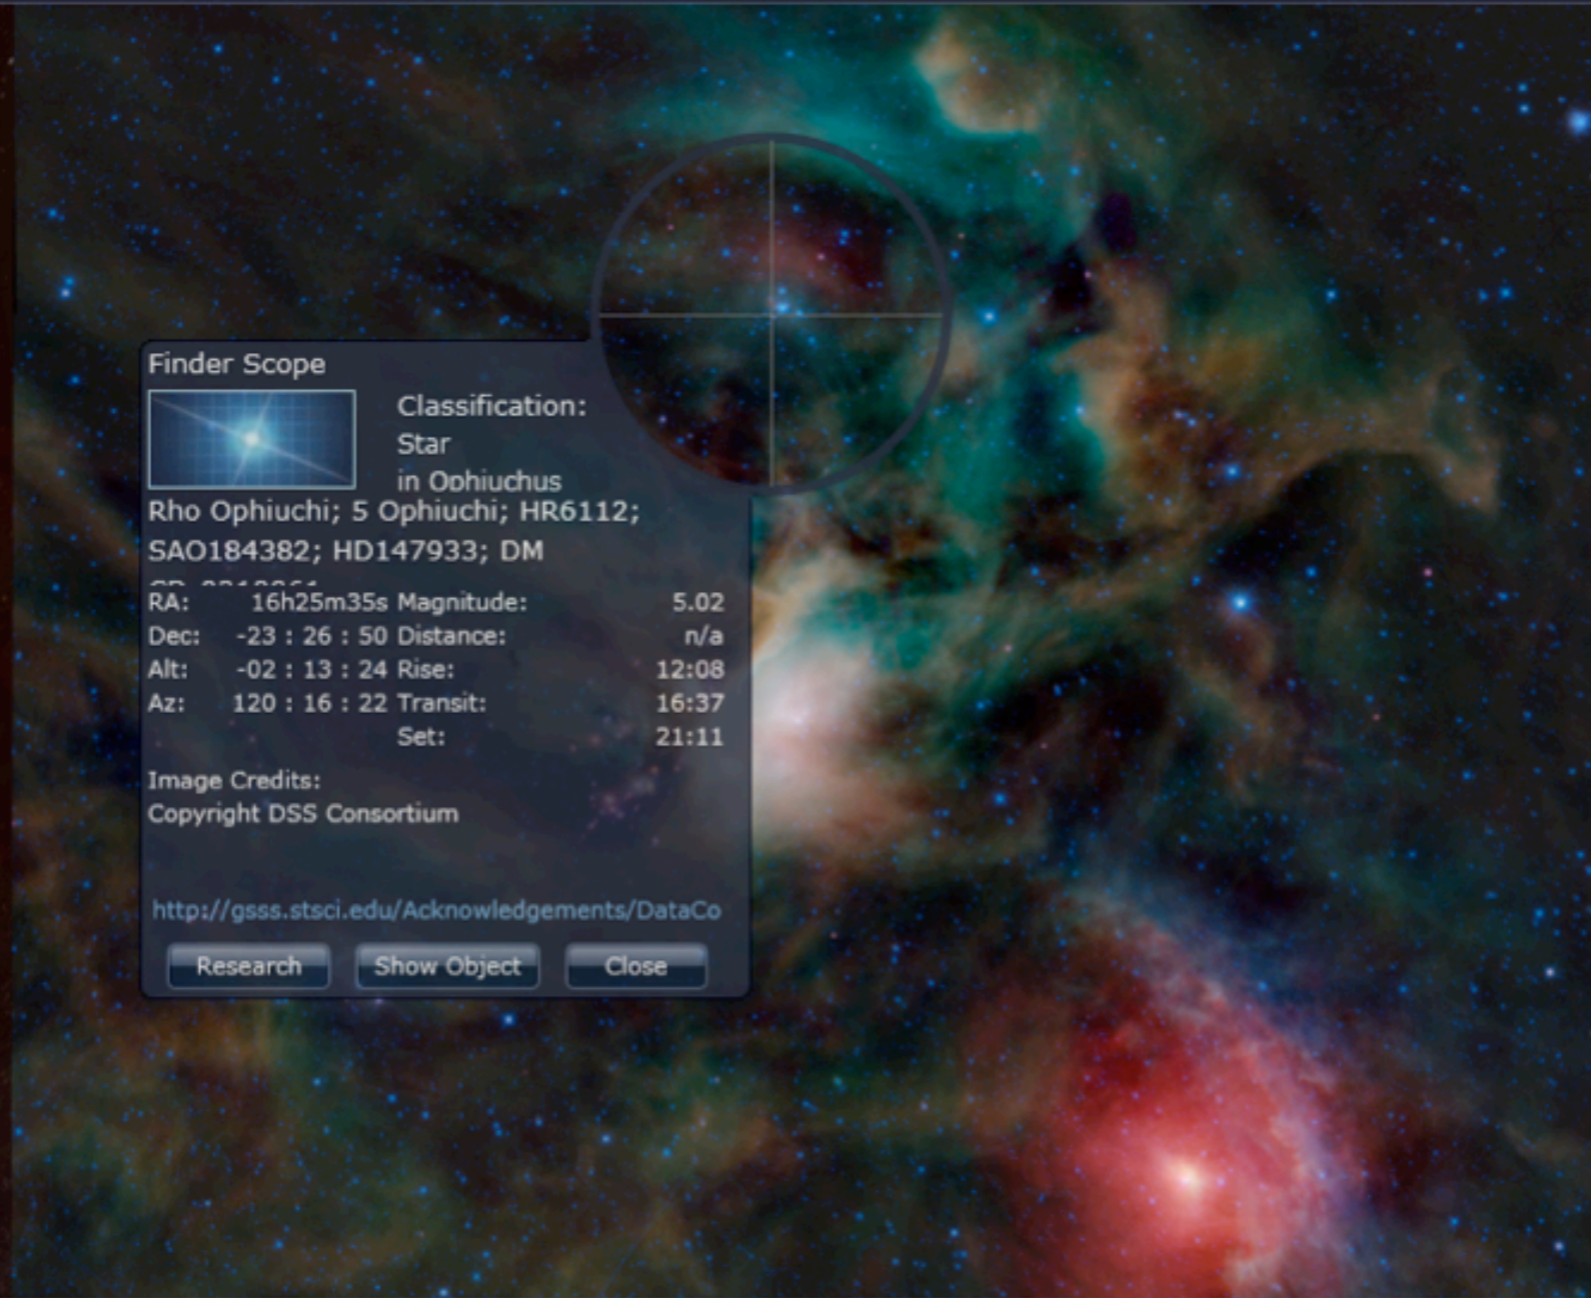 Finder Scope
Classification:
Star
in Ophiuchus
Rho Ophiuchi; 5 Ophiuchi; HR6112;
SAO184382; HD147933; DM
RA: 16h25m35s Magnitude: 5.02
Dec: -23 : 26 : 50 Distance: n/a
Alt: -02 : 13 : 24 Rise: 12:08
Az: 120 : 16 : 22 Transit: 16:37
Set: 21:11
Image Credits:
Copyright DSS Consortium
http://gsss.stsci.edu/Acknowledgements/DataCo
Research Show Object Close